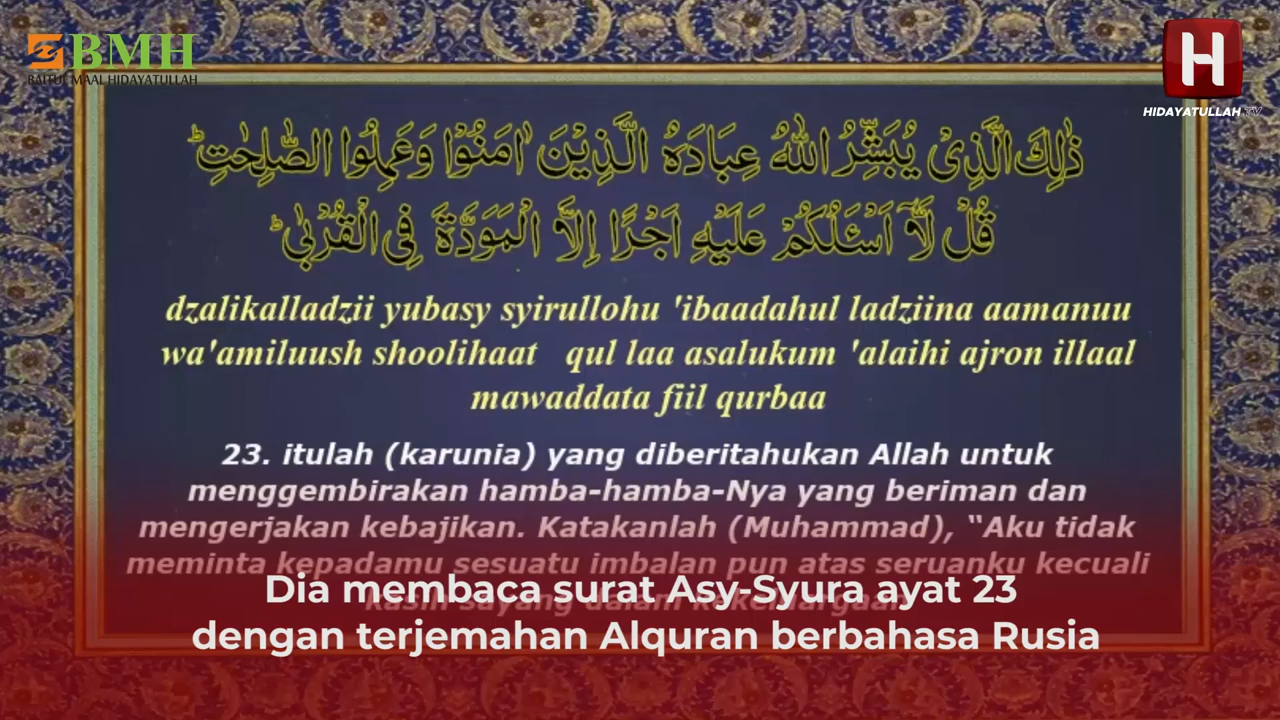 BMH
BAITUL MAAL HIDAYATULLAH
H
HIDAYATULLAH TV
ذٰلِكَ الَّذِيْ يُبَشِّرُ اللّٰهُ عِبَادَهُ الَّذِيْنَ اٰمَنُوْا وَعَمِلُوا الصّٰلِحٰتِۗ
قُلْ لَّآ اَسْـَٔلُكُمْ عَلَيْهِ اَجْرًا اِلَّا الْمَوَدَّةَ فِى الْقُرْبٰىۗ
dzalikalladzii yubasy syirullohu 'ibaadahul ladziina aamanuu
wa'amiluush shoolihaat qul laa asalukum 'alaihi ajron illaal
mawaddata fiil qurbaa
23. itulah (karunia) yang diberitahukan Allah untuk
menggembirakan hamba-hamba-Nya yang beriman dan
mengerjakan kebajikan. Katakanlah (Muhammad), “Aku tidak
meminta kepadamu sesuatu imbalan pun atas seruanku kecuali
Dia membaca surat Asy-Syura ayat 23
dengan terjemahan Alquran berbahasa Rusia